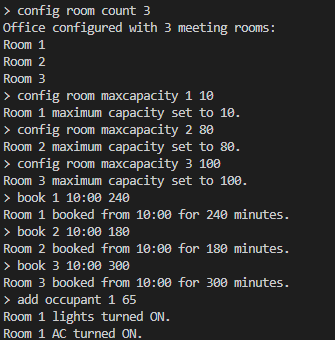 > config room count 3
Office configured with 3 meeting rooms:
Room 1
Room 2
Room 3
> config room maxcapacity 1 10
Room 1 maximum capacity set to 10.
> config room maxcapacity 2 80
Room 2 maximum capacity set to 80.
> config room maxcapacity 3 100
Room 3 maximum capacity set to 100.
> book 1 10:00 240
Room 1 booked from 10:00 for 240 minutes.
> book 2 10:00 180
Room 2 booked from 10:00 for 180 minutes.
> book 3 10:00 300
Room 3 booked from 10:00 for 300 minutes.
> add occupant 1 65
Room 1 lights turned ON.
Room 1 AC turned ON.